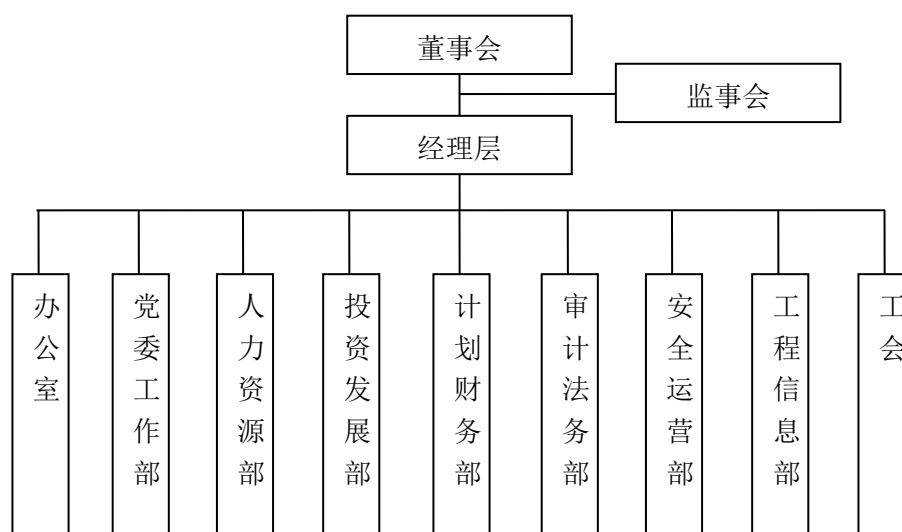 董事会
监事会
经理层
办公室
党委工作部
人力资源部
投资发展部
计划财务部
审计法务部
安全运营部
工程信息部
工会